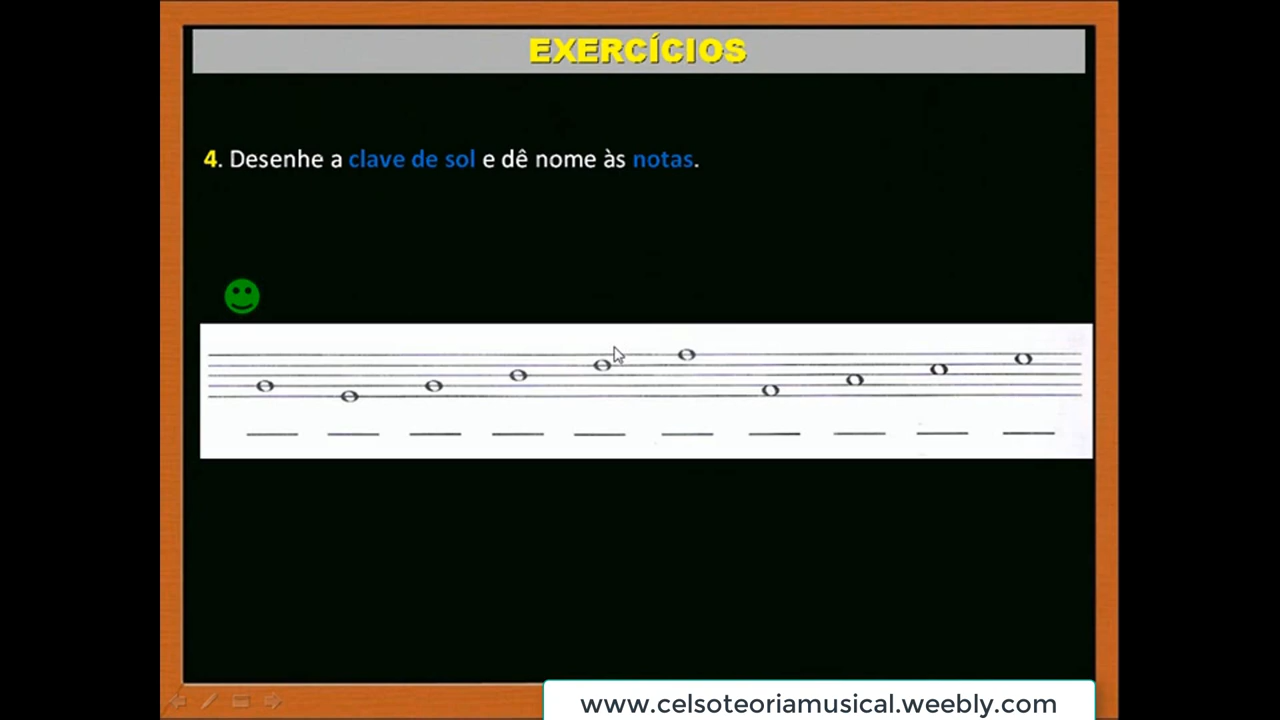 EXERCÍCIOS
4. Desenhe a clave de sol e dê nome às notas.
www.celsoteoriamusical.weebly.com